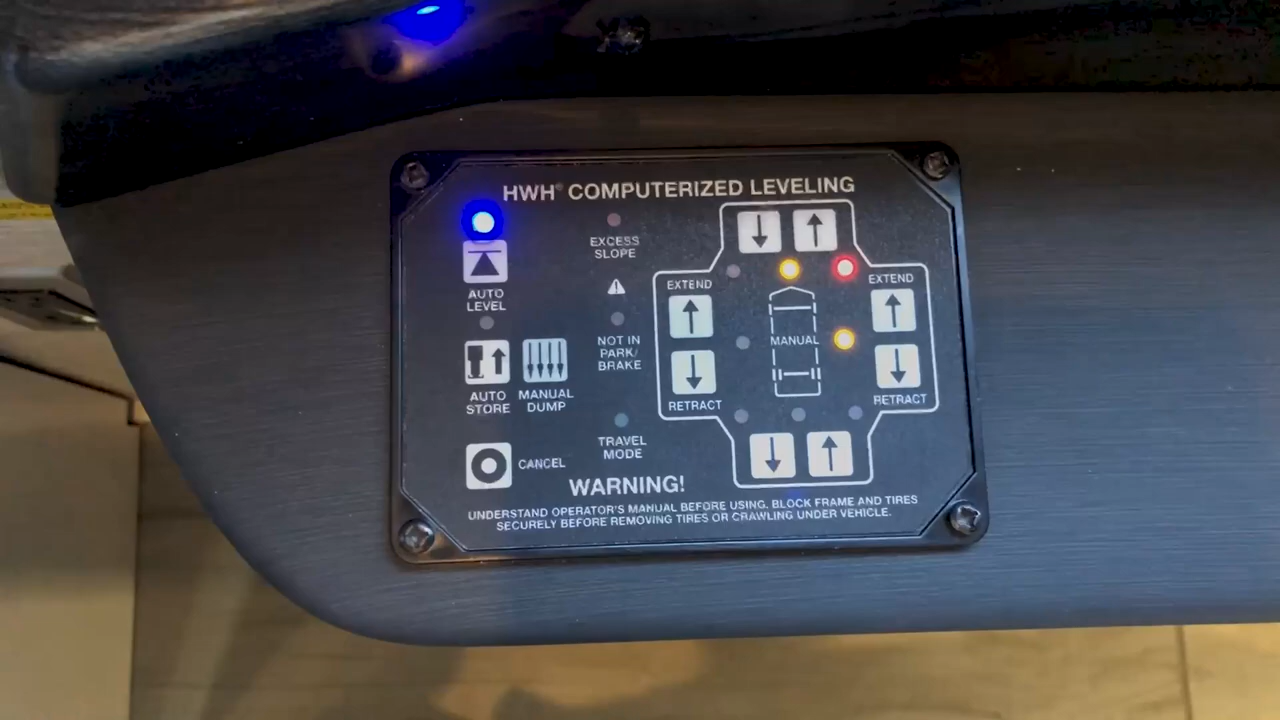 HWH® COMPUTERIZED LEVELING
AUTO
LEVEL
AUTO
STORE
MANUAL
DUMP
CANCEL
EXCESS
SLOPE
NOT IN
PARK/
BRAKE
TRAVEL
MODE
EXTEND
RETRACT
MANUAL
EXTEND
RETRACT
WARNING!
UNDERSTAND OPERATOR'S MANUAL BEFORE USING. BLOCK FRAME AND TIRES
SECURELY BEFORE REMOVING TIRES OR CRAWLING UNDER VEHICLE.